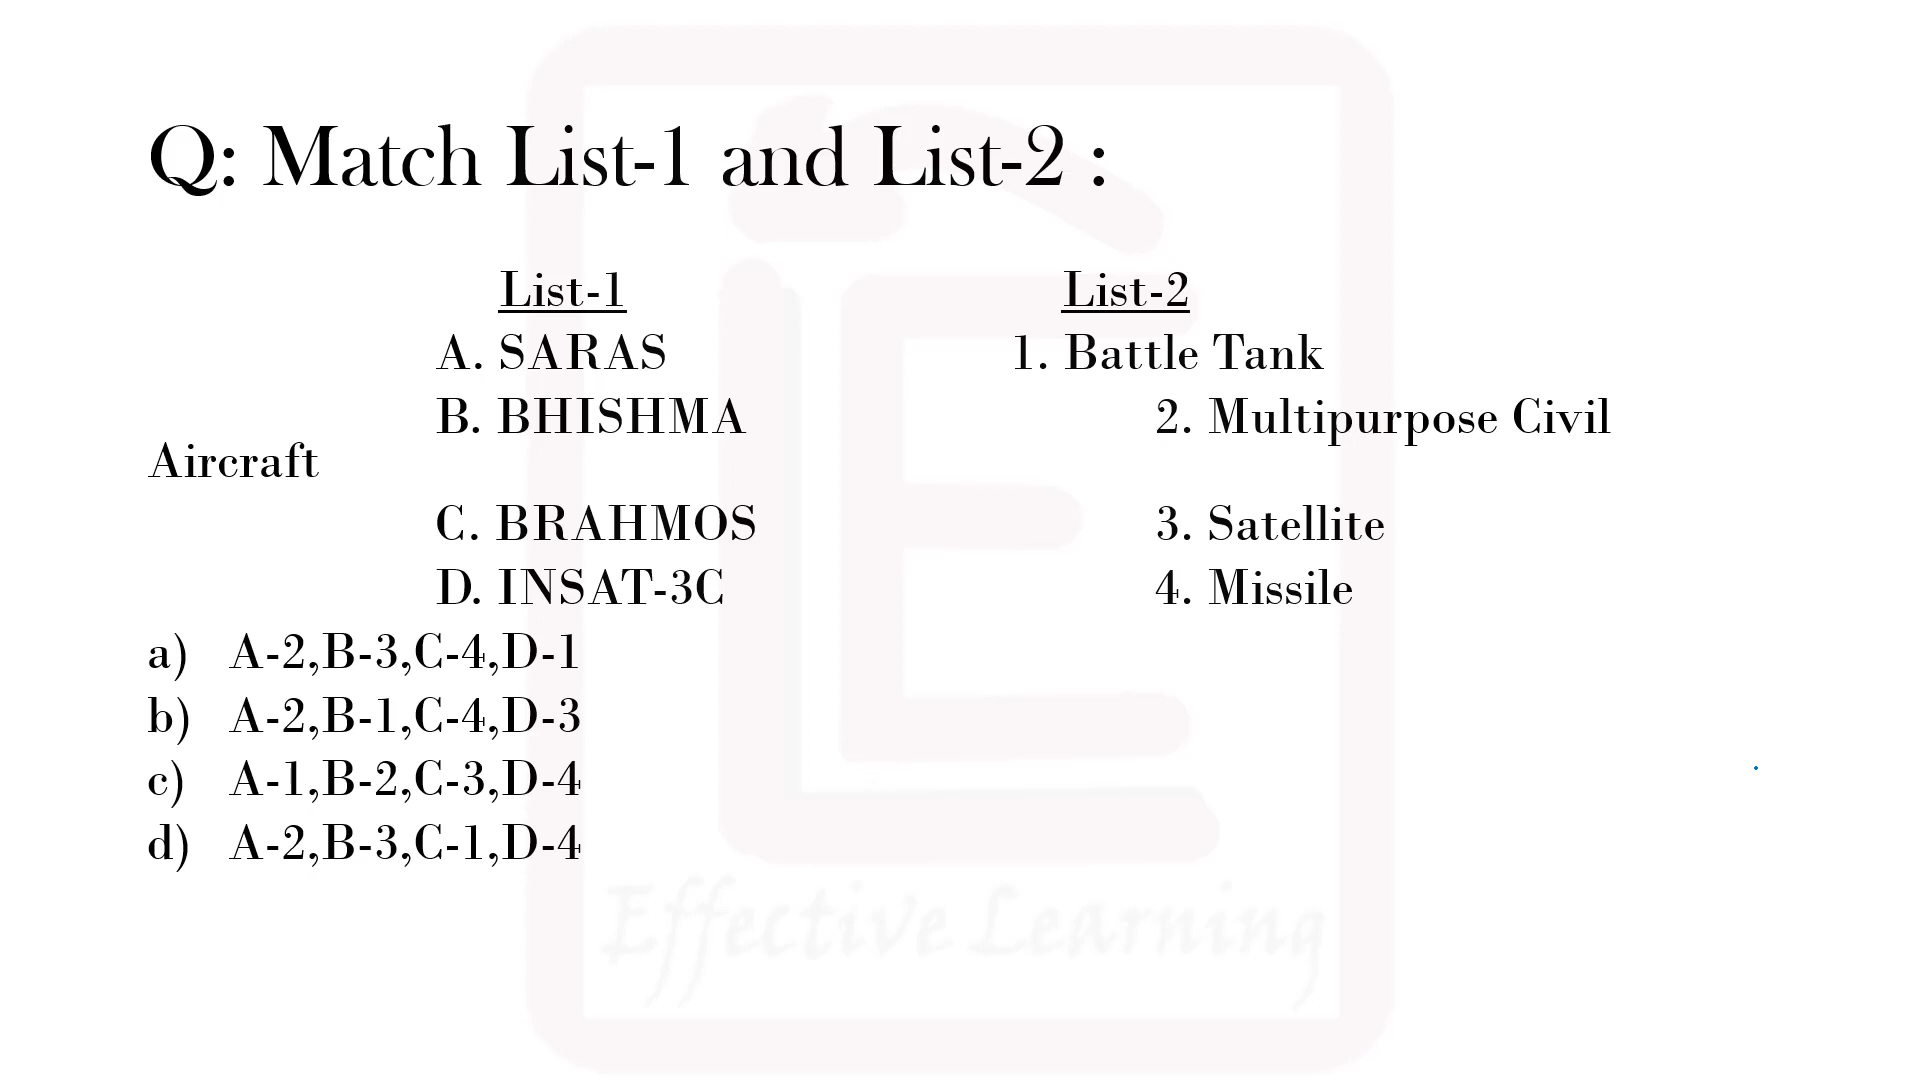 Q: Match List-1 and List-2 :
List-1 List-2
A. SARAS 1. Battle Tank
B. BHISHMA 2. Multipurpose Civil
Aircraft
C. BRAHMOS 3. Satellite
D. INSAT-3C 4. Missile
a) A-2,B-3,C-4,D-1
b) A-2,B-1,C-4,D-3
c) A-1,B-2,C-3,D-4
d) A-2,B-3,C-1,D-4
Effective Learning